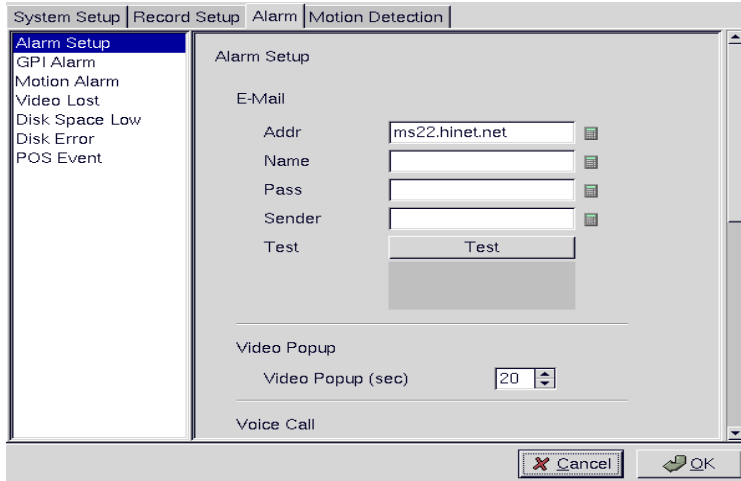 System Setup Record Setup Alarm Motion Detection
Alarm Setup
GPI Alarm
Motion Alarm
Video Lost
Disk Space Low
Disk Error
POS Event
Alarm Setup
E-Mail
Addr ms22.hinet.net
Name
Pass
Sender
Test Test
Video Popup
Video Popup (sec) 20
Voice Call
Cancel OK